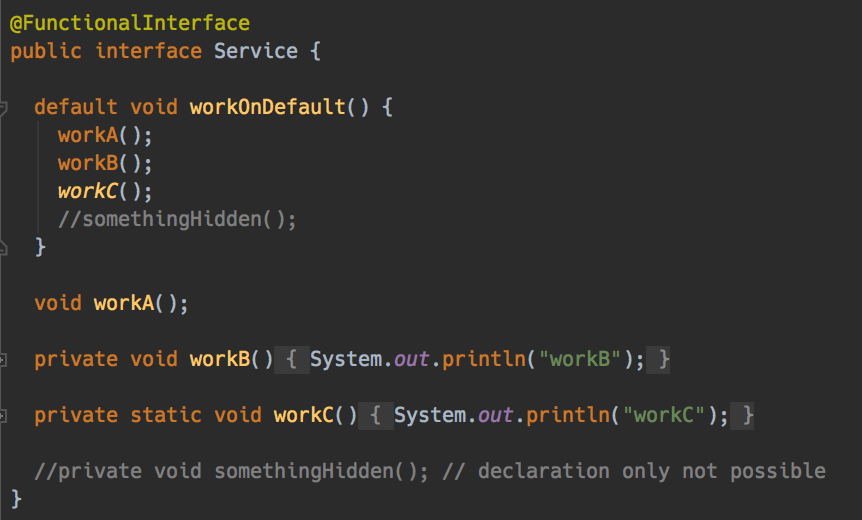 @FunctionalInterface
public interface Service {
default void workOnDefault() {
workA();
workB();
workC();
//somethingHidden();
}
void workA();
private void workB() { System.out.println("workB"); }
private static void workC() { System.out.println("workC"); }
//private void somethingHidden(); // declaration only not possible
}